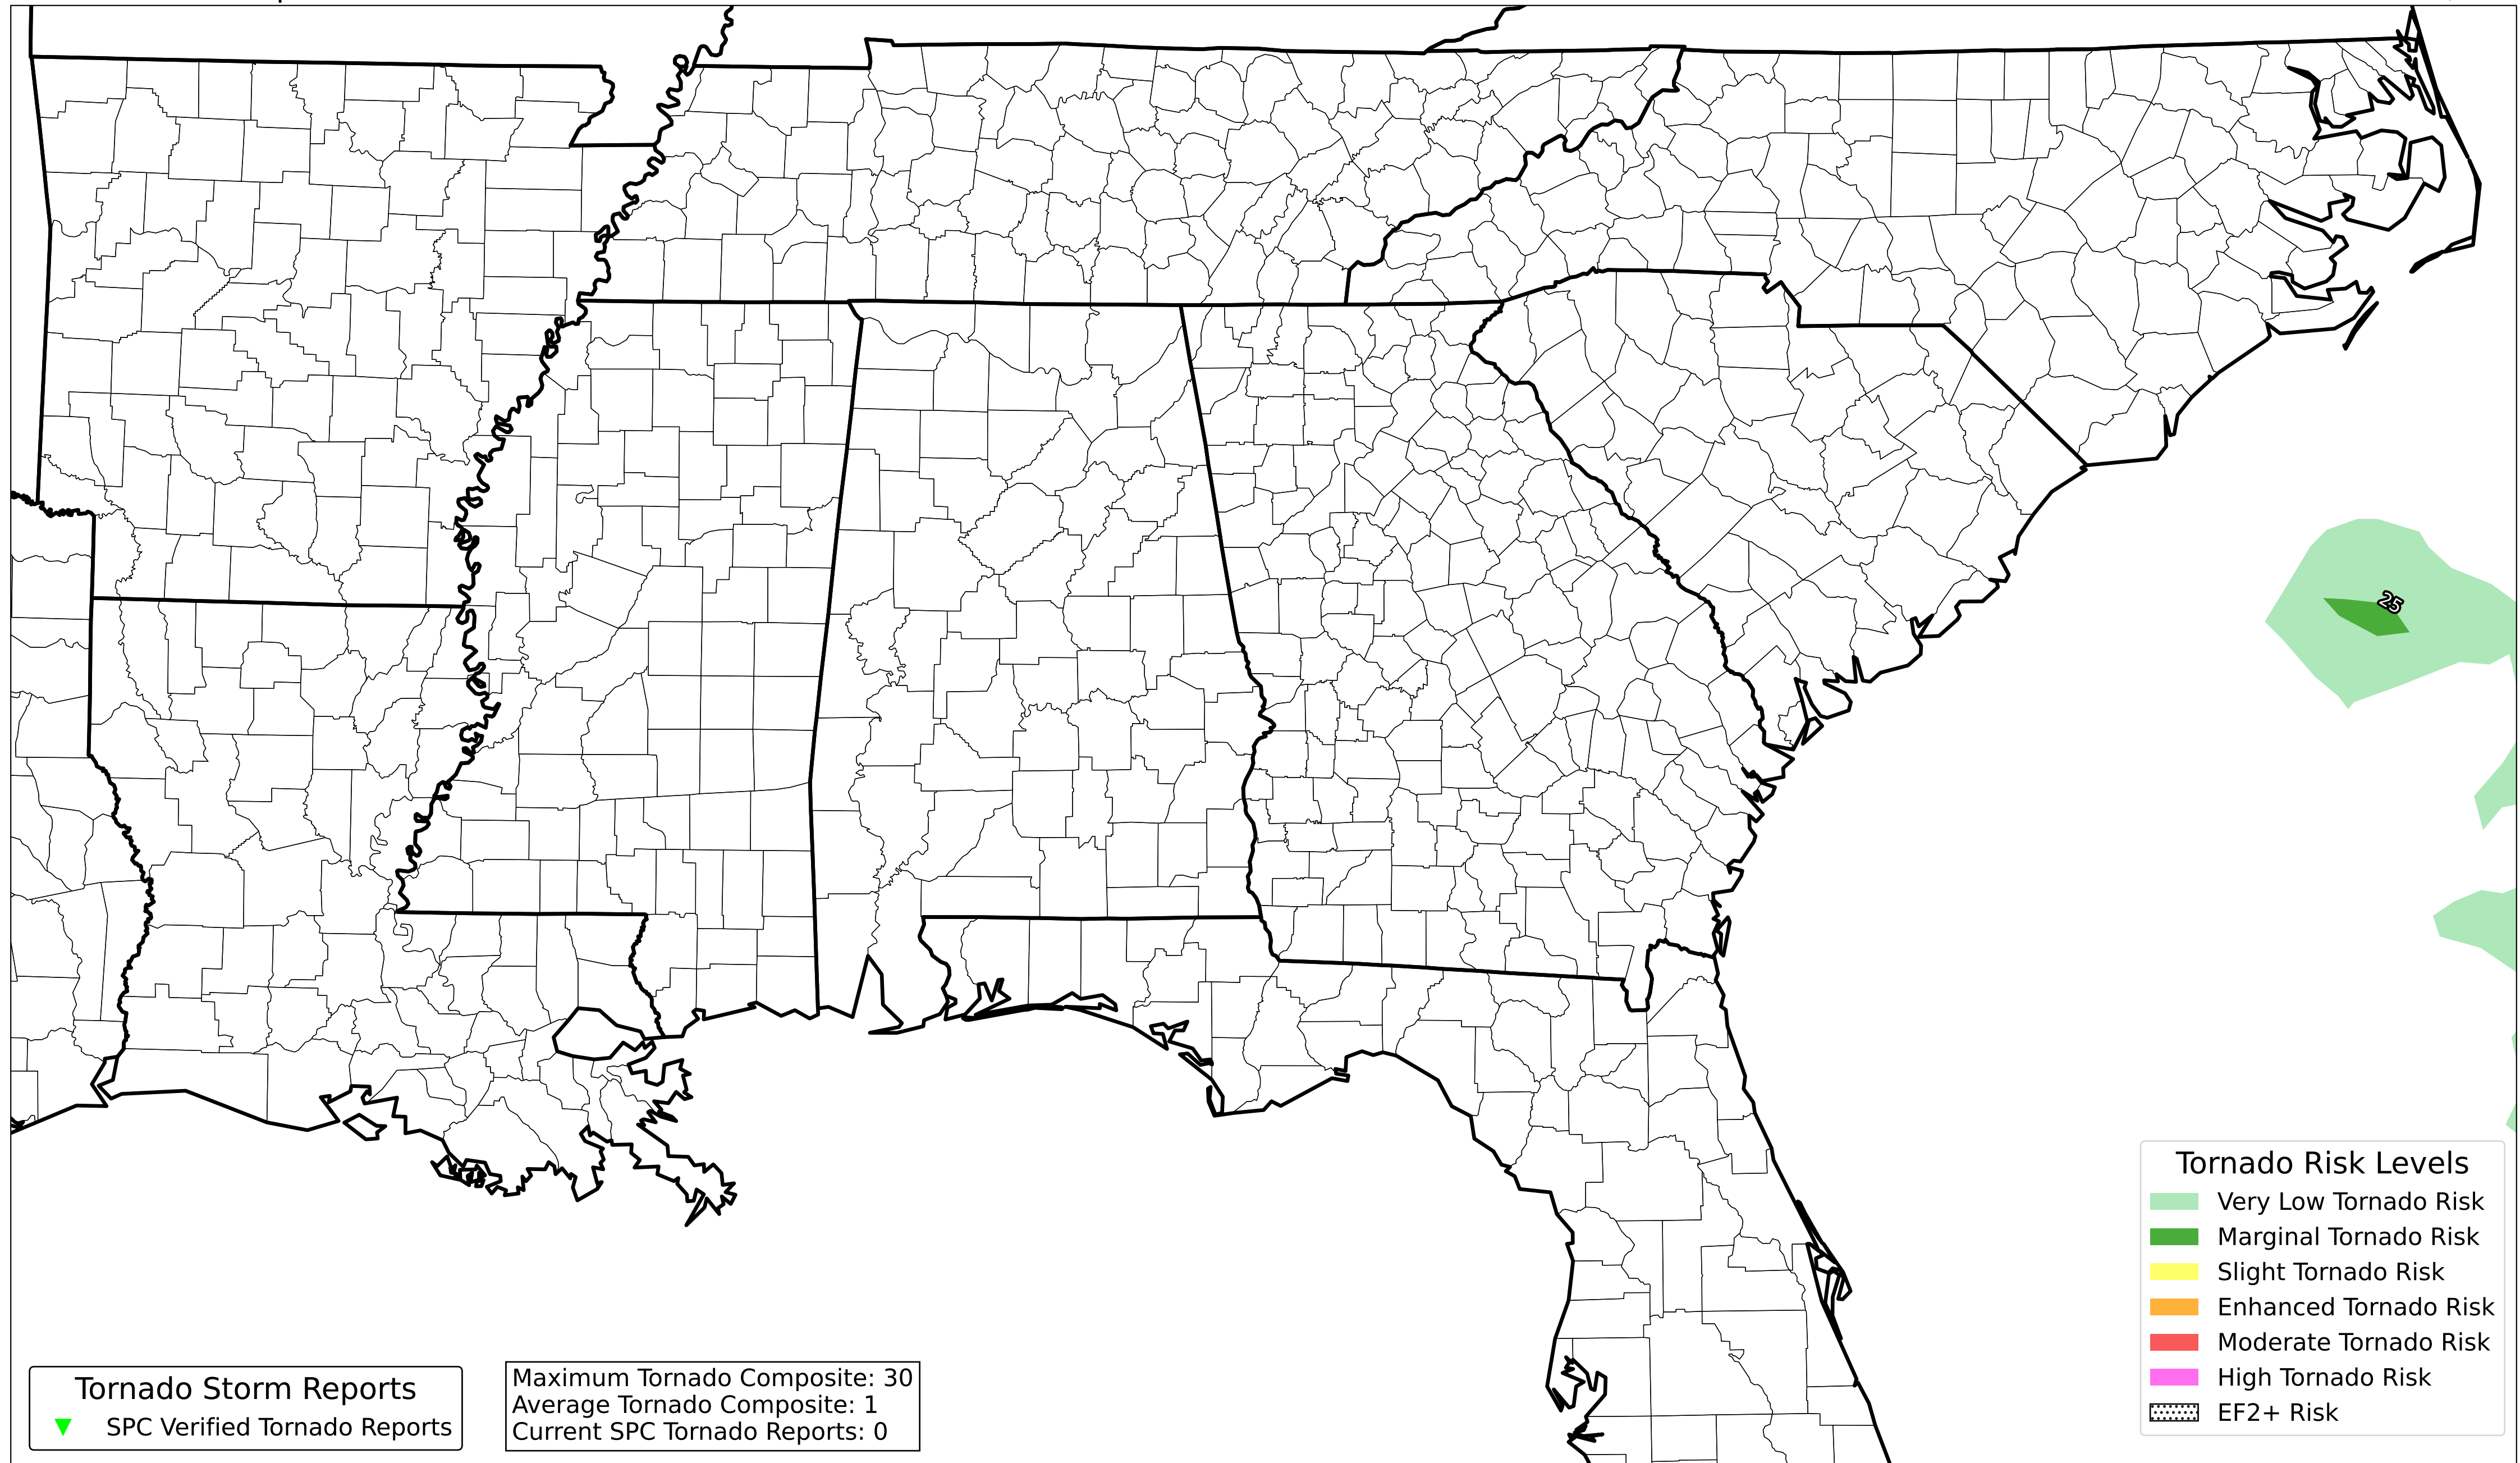 25
Tornado Risk Levels
Very Low Tornado Risk
Marginal Tornado Risk
Slight Tornado Risk
Enhanced Tornado Risk
Moderate Tornado Risk
High Tornado Risk
EF2+ Risk
Tornado Storm Reports
SPC Verified Tornado Reports
Maximum Tornado Composite: 30
Average Tornado Composite: 1
Current SPC Tornado Reports: 0